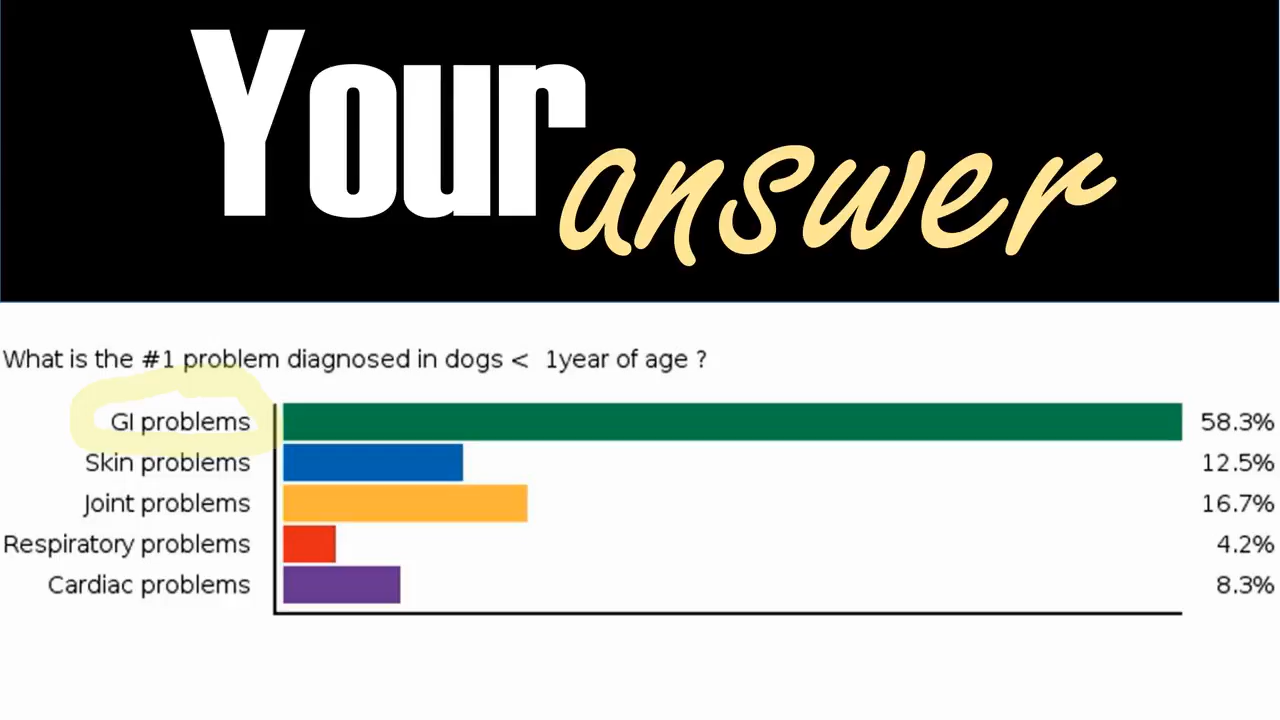 Your answer
What is the #1 problem diagnosed in dogs < 1year of age ?
GI problems 58.3%
Skin problems 12.5%
Joint problems 16.7%
Respiratory problems 4.2%
Cardiac problems 8.3%